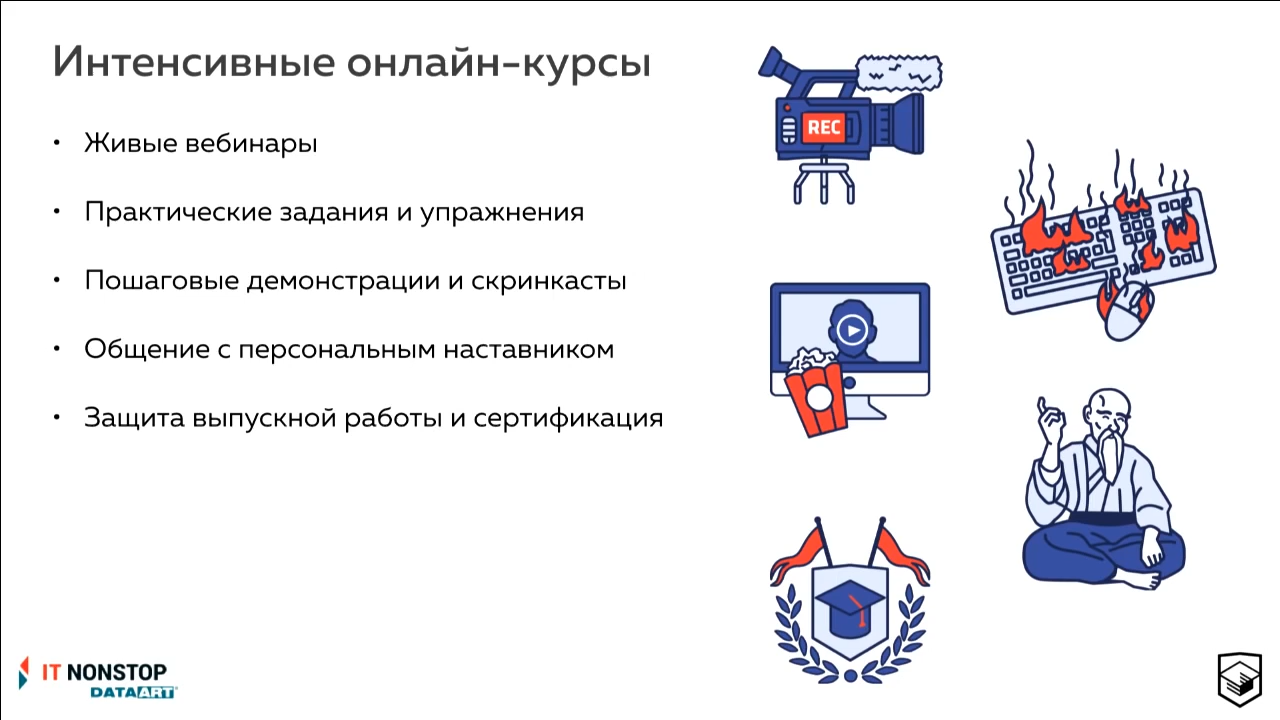 Интенсивные онлайн-курсы
• Живые вебинары
• Практические задания и упражнения
• Пошаговые демонстрации и скринкасты
• Общение с персональным наставником
• Защита выпускной работы и сертификация
REC
IT NONSTOP
DATAART